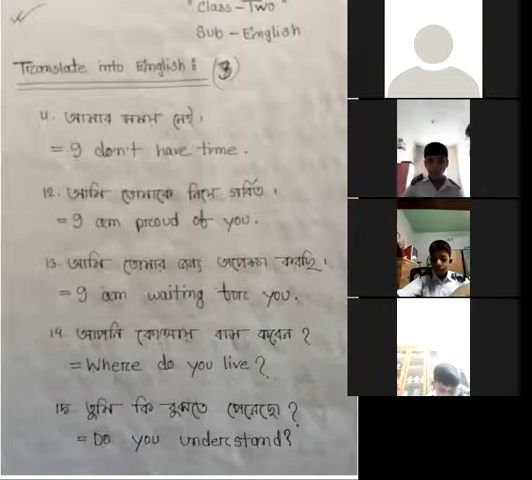 "Class-Two"
Sub-English
Translate into English: (3)
১১. আমার সময় নেই।
= I don't have time.
১২. আমি তোমাকে নিয়ে গর্বিত।
= I am proud of you.
১৩. আমি তোমার জন্য অপেক্ষা করছি।
= I am waiting for you.
১৪. আপনি কোথায় বাস করেন?
= Where do you live?
১৫. তুমি কি বুঝতে পেরেছো?
= Do you understand?